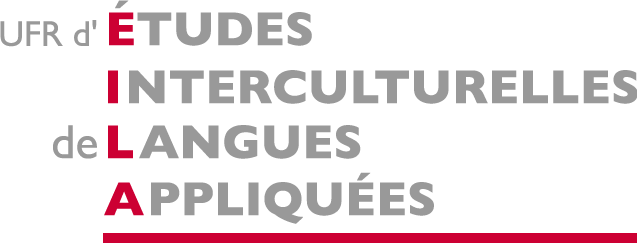 UFR d'ÉTUDES
INTERCULTURELLES
de LANGUES
APPLIQUÉES